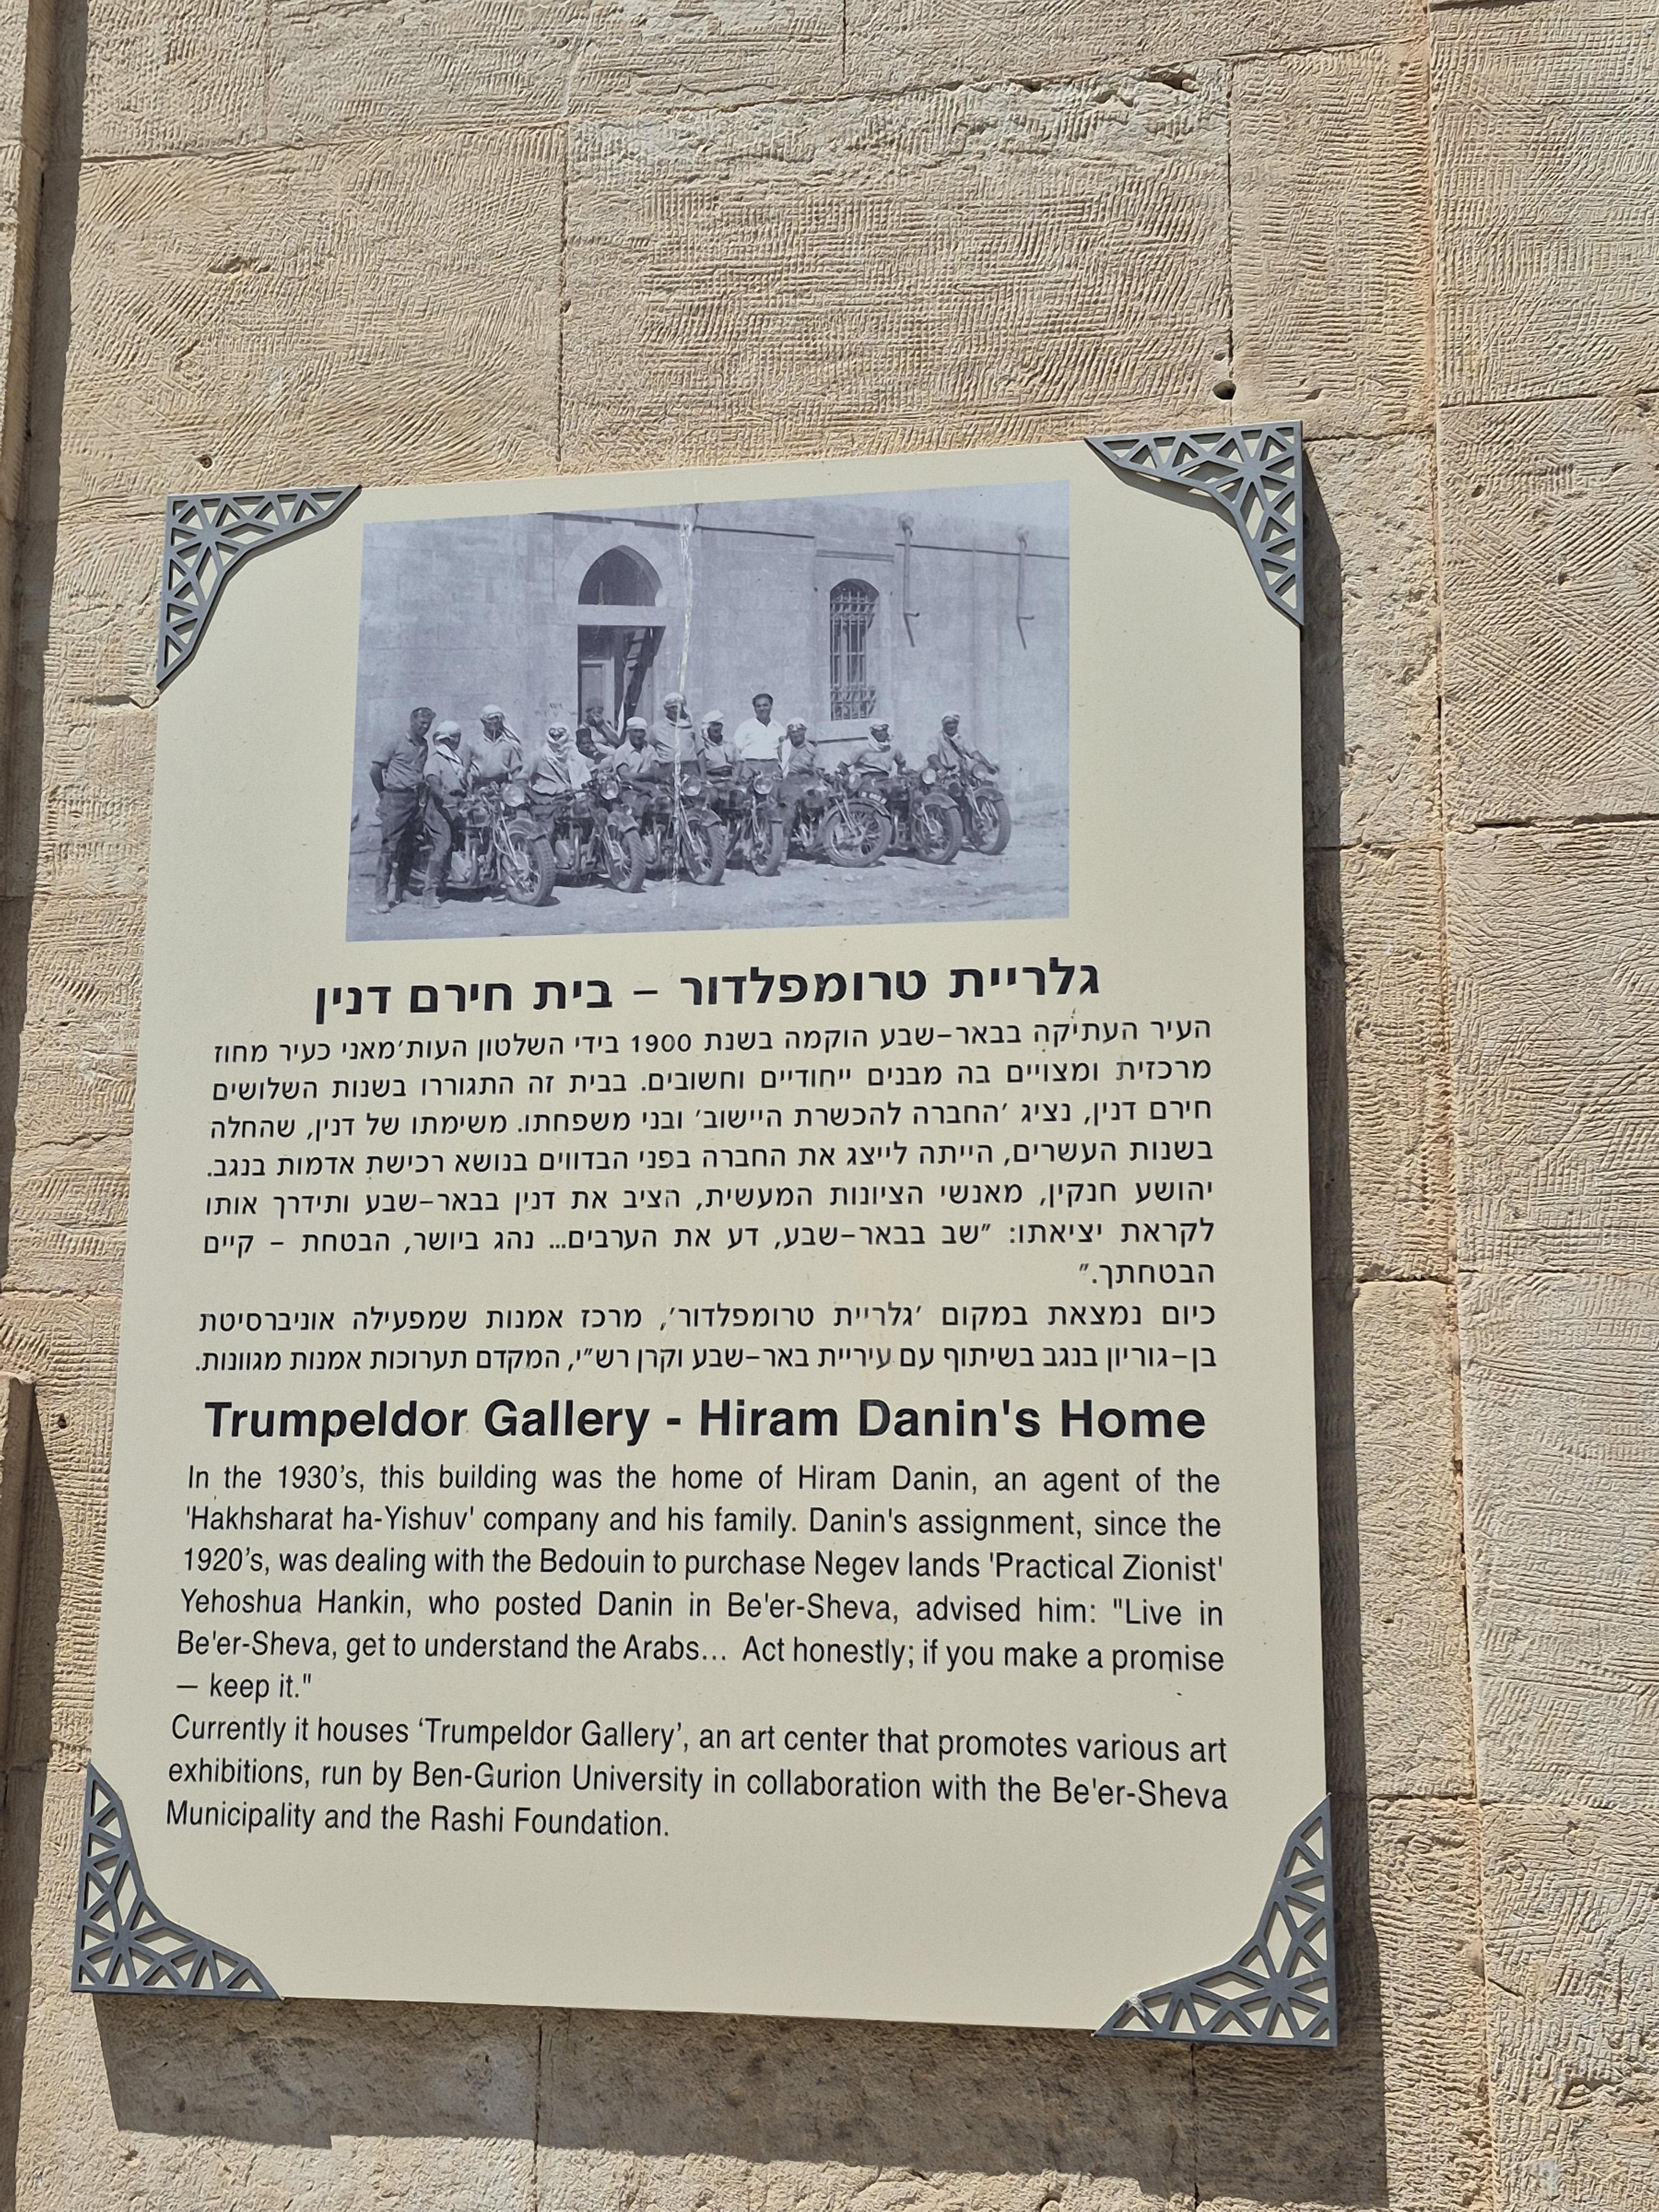 גלריית טרומפלדור – בית חירם דנין
העיר העתיקה בבאר-שבע הוקמה בשנת 1900 בידי השלטון העות׳מאני כעיר מחוז
מרכזית ומצויים בה מבנים ייחודיים וחשובים. בבית זה התגוררו בשנות השלושים
חירם דנין, נציג ׳החברה להכשרת היישוב׳ ובני משפחתו. משימתו של דנין, שהחלה
בשנות העשרים, הייתה לייצג את החברה בפני הבדווים בנושא רכישת אדמות בנגב.
יהושע חנקין, מאנשי הציונות המעשית, הציב את דנין בבאר-שבע ותידרך אותו
לקראת יציאתו: ״שב בבאר-שבע, דע את הערבים... נהג ביושר, הבטחת – קיים
הבטחתך.״
כיום נמצאת במקום ׳גלריית טרומפלדור׳, מרכז אמנות שמפעילה אוניברסיטת
בן-גוריון בנגב בשיתוף עם עיריית באר-שבע וקרן רש״י, המקדם תערוכות אמנות מגוונות.
Trumpeldor Gallery - Hiram Danin's Home
In the 1930’s, this building was the home of Hiram Danin, an agent of the
'Hakhsharat ha-Yishuv' company and his family. Danin's assignment, since the
1920’s, was dealing with the Bedouin to purchase Negev lands 'Practical Zionist'
Yehoshua Hankin, who posted Danin in Be'er-Sheva, advised him: "Live in
Be'er-Sheva, get to understand the Arabs... Act honestly; if you make a promise
– keep it."
Currently it houses ‘Trumpeldor Gallery’, an art center that promotes various art
exhibitions, run by Ben-Gurion University in collaboration with the Be'er-Sheva
Municipality and the Rashi Foundation.